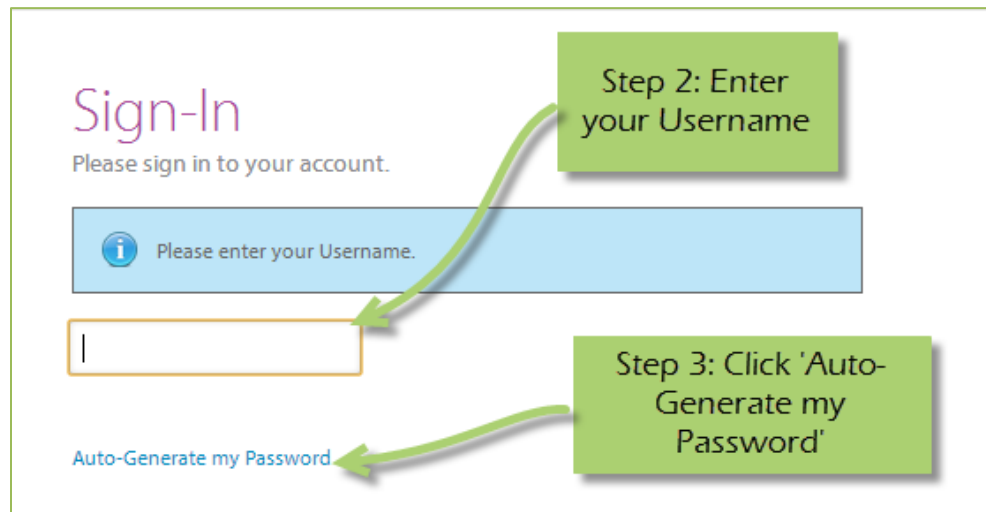 Sign-In
Please sign in to your account.
Step 2: Enter
your Username
Please enter your Username.
Step 3: Click 'Auto-
Generate my
Password'
Auto-Generate my Password